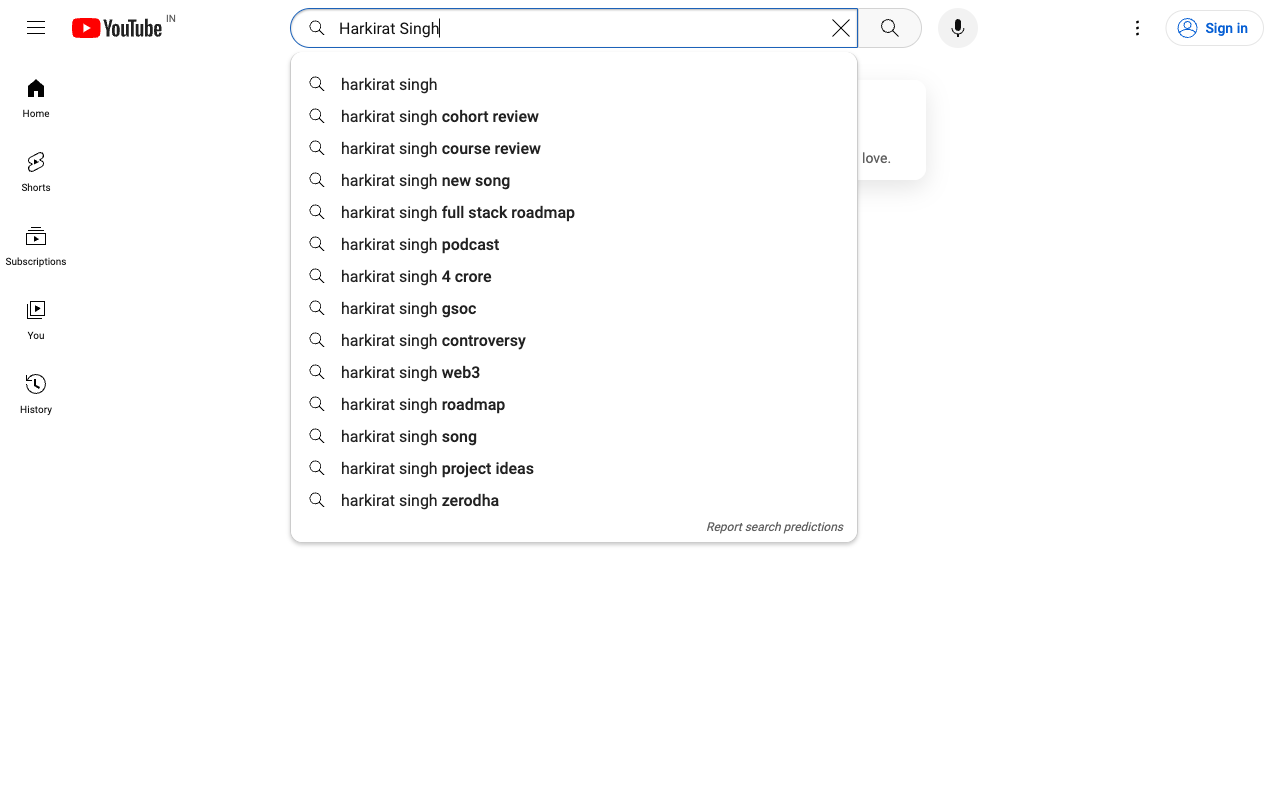 YouTube IN
Harkirat Singh
Sign in
Home
Shorts
Subscriptions
You
History
harkirat singh
harkirat singh cohort review
harkirat singh course review
harkirat singh new song
harkirat singh full stack roadmap
harkirat singh podcast
harkirat singh 4 crore
harkirat singh gsoc
harkirat singh controversy
harkirat singh web3
harkirat singh roadmap
harkirat singh song
harkirat singh project ideas
harkirat singh zerodha
Report search predictions
love.